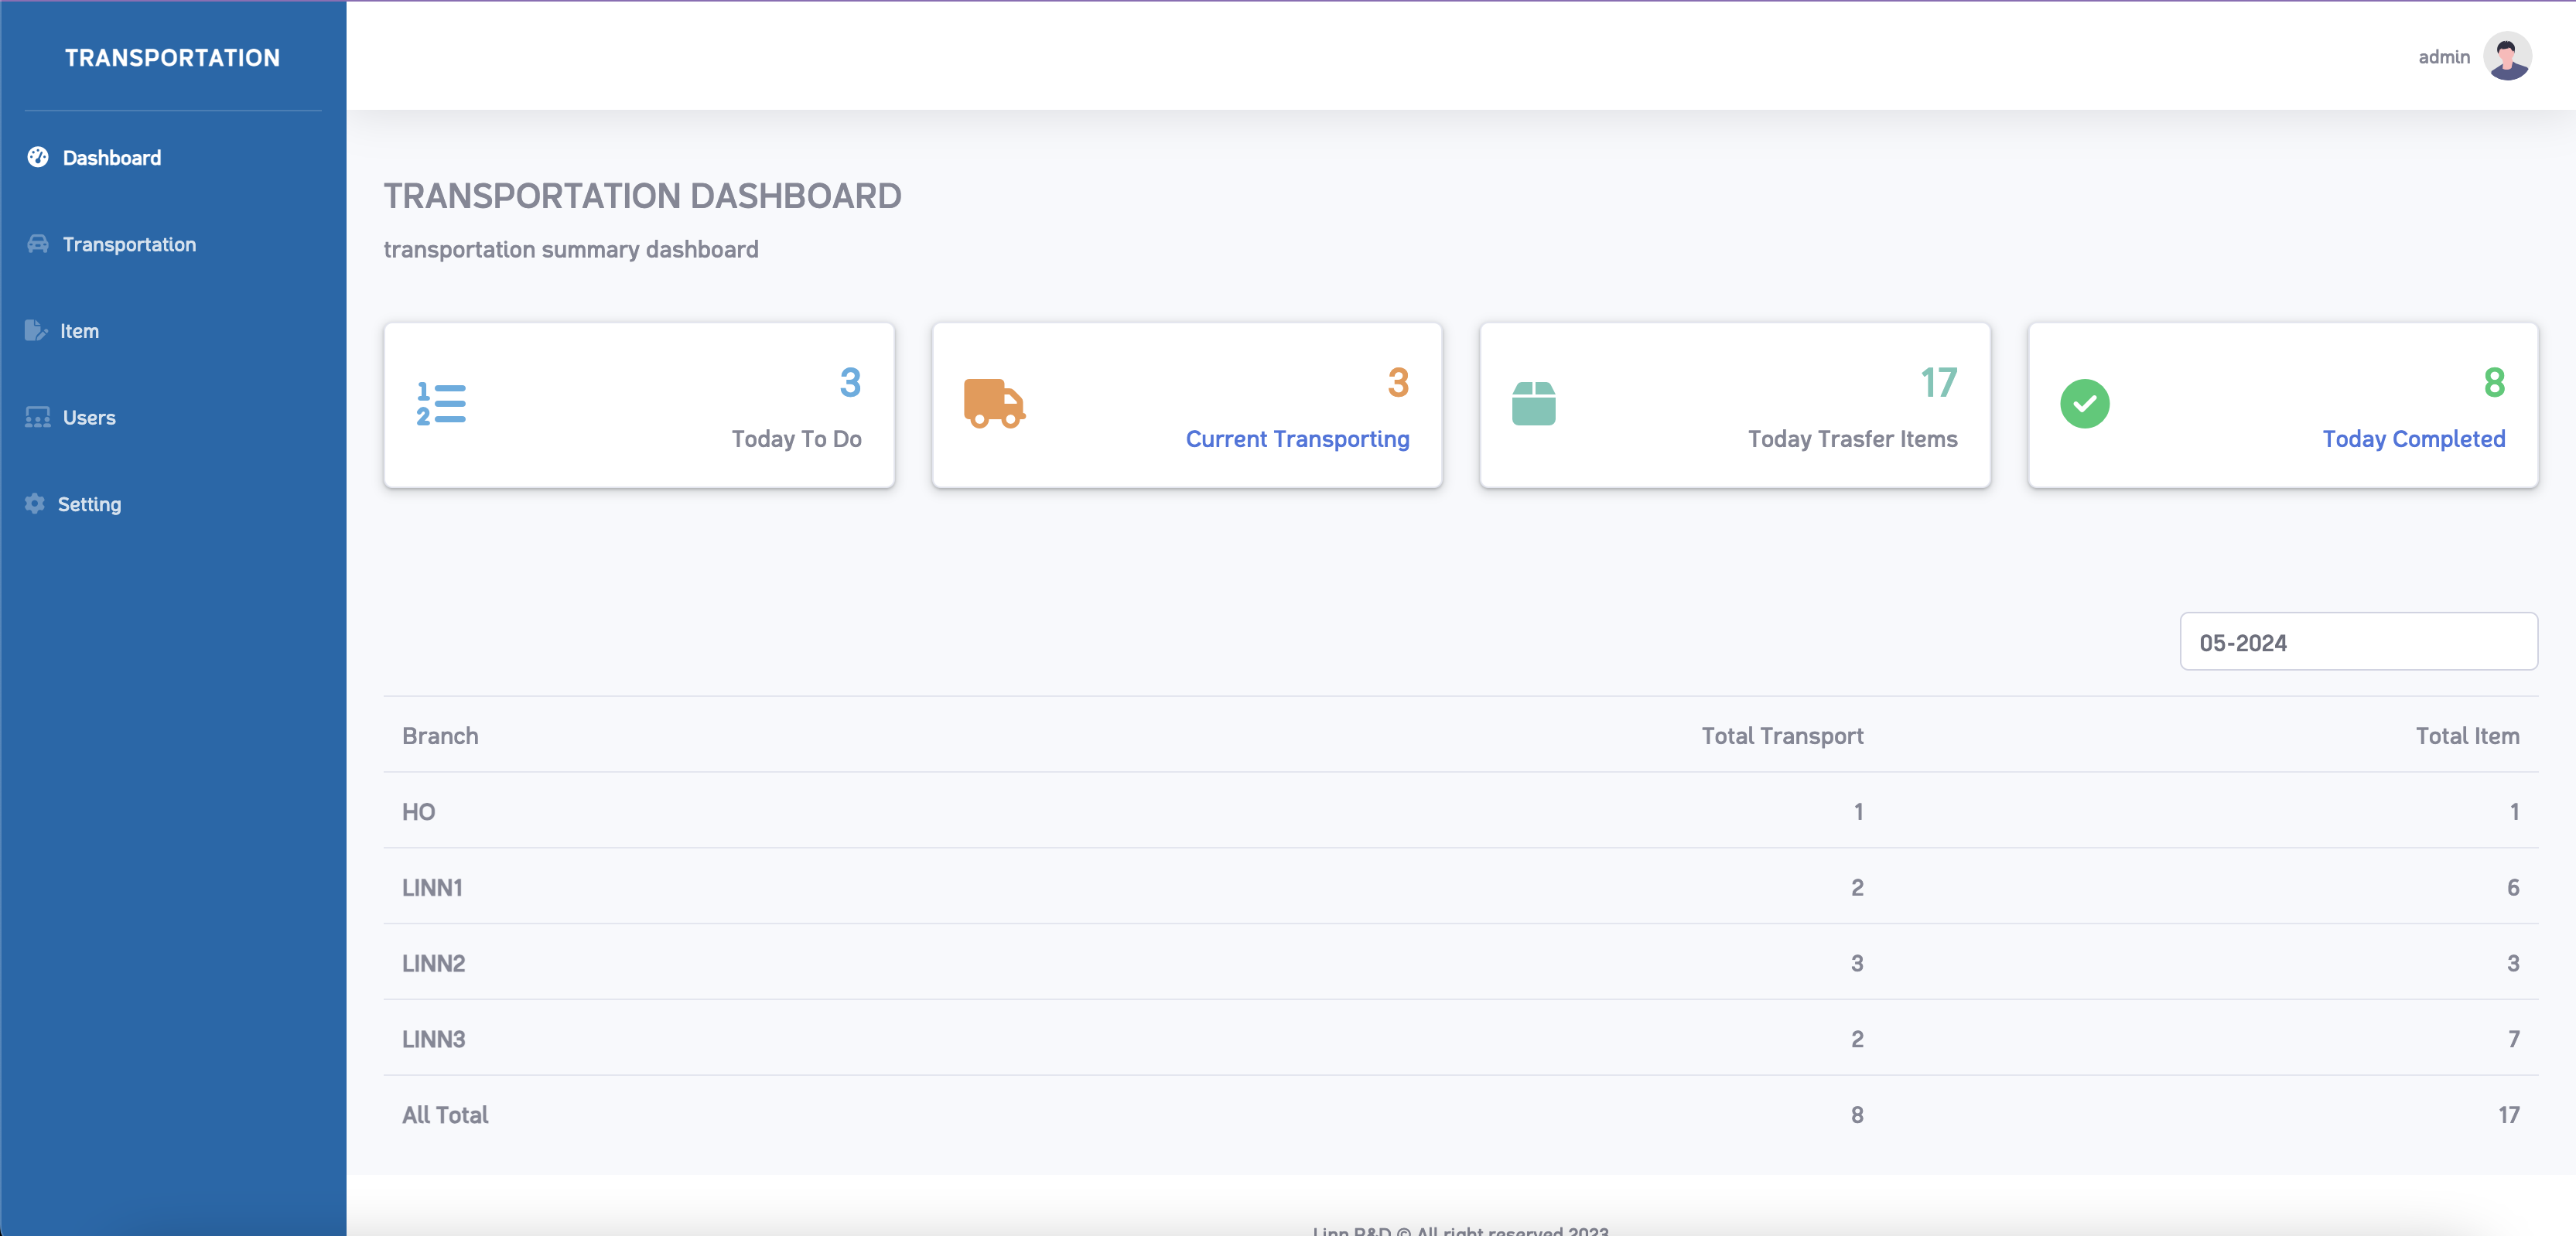 TRANSPORTATION
admin
Dashboard
Transportation
Item
Users
Setting
TRANSPORTATION DASHBOARD
transportation summary dashboard
3
Today To Do
3
Current Transporting
17
Today Trasfer Items
8
Today Completed
05-2024
Branch Total Transport Total Item
HO 1 1
LINN1 2 6
LINN2 3 3
LINN3 2 7
All Total 8 17
Linn R&D © All right reserved 2023